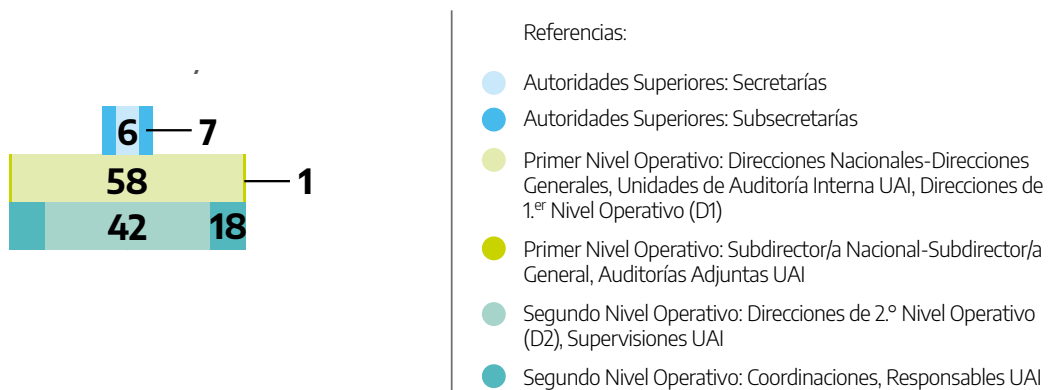 Referencias:
6 7
58 1
42 18
Autoridades Superiores: Secretarías
Autoridades Superiores: Subsecretarías
Primer Nivel Operativo: Direcciones Nacionales-Direcciones
Generales, Unidades de Auditoría Interna UAI, Direcciones de
1.er Nivel Operativo (D1)
Primer Nivel Operativo: Subdirector/a Nacional-Subdirector/a
General, Auditorías Adjuntas UAI
Segundo Nivel Operativo: Direcciones de 2.° Nivel Operativo
(D2), Supervisiones UAI
Segundo Nivel Operativo: Coordinaciones, Responsables UAI